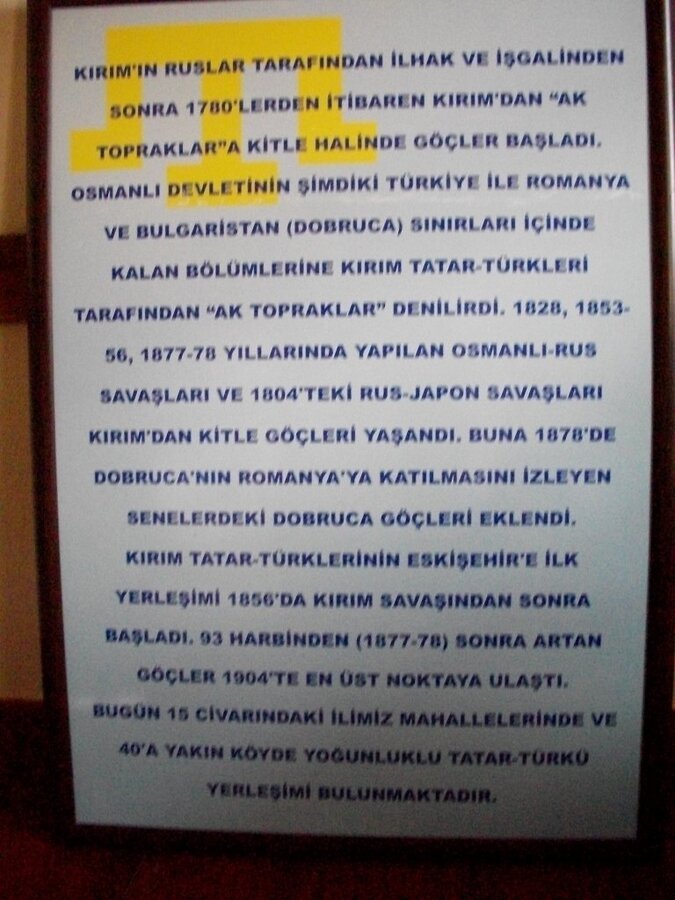 KIRIM'IN RUSLAR TARAFINDAN İLHAK VE İŞGALİNDEN
SONRA 1780'LERDEN İTİBAREN KIRIM'DAN "AK
TOPRAKLAR"A KİTLE HALİNDE GÖÇLER BAŞLADI.
OSMANLI DEVLETİNİN ŞİMDİKİ TÜRKİYE İLE ROMANYA
VE BULGARİSTAN (DOBRUCA) SINIRLARI İÇİNDE
KALAN BÖLÜMLERİNE KIRIM TATAR-TÜRKLERİ
TARAFINDAN "AK TOPRAKLAR" DENİLİRDİ. 1828, 1853-
56, 1877-78 YILLARINDA YAPILAN OSMANLI-RUS
SAVAŞLARI VE 1804'TEKİ RUS-JAPON SAVAŞLARI
KIRIM'DAN KİTLE GÖÇLERİ YAŞANDI. BUNA 1878'DE
DOBRUCA'NIN ROMANYA'YA KATILMASINI İZLEYEN
SENELERDEKİ DOBRUCA GÖÇLERİ EKLENDİ.
KIRIM TATAR-TÜRKLERİNİN ESKİŞEHİR'E İLK
YERLEŞİMİ 1856'DA KIRIM SAVAŞINDAN SONRA
BAŞLADI. 93 HARBİNDEN (1877-78) SONRA ARTAN
GÖÇLER 1904'TE EN ÜST NOKTAYA ULAŞTI.
BUGÜN 15 CİVARINDAKİ İLİMİZ MAHALLELERİNDE VE
40'A YAKIN KÖYDE YOĞUNLUKLU TATAR-TÜRKÜ
YERLEŞİMİ BULUNMAKTADIR.